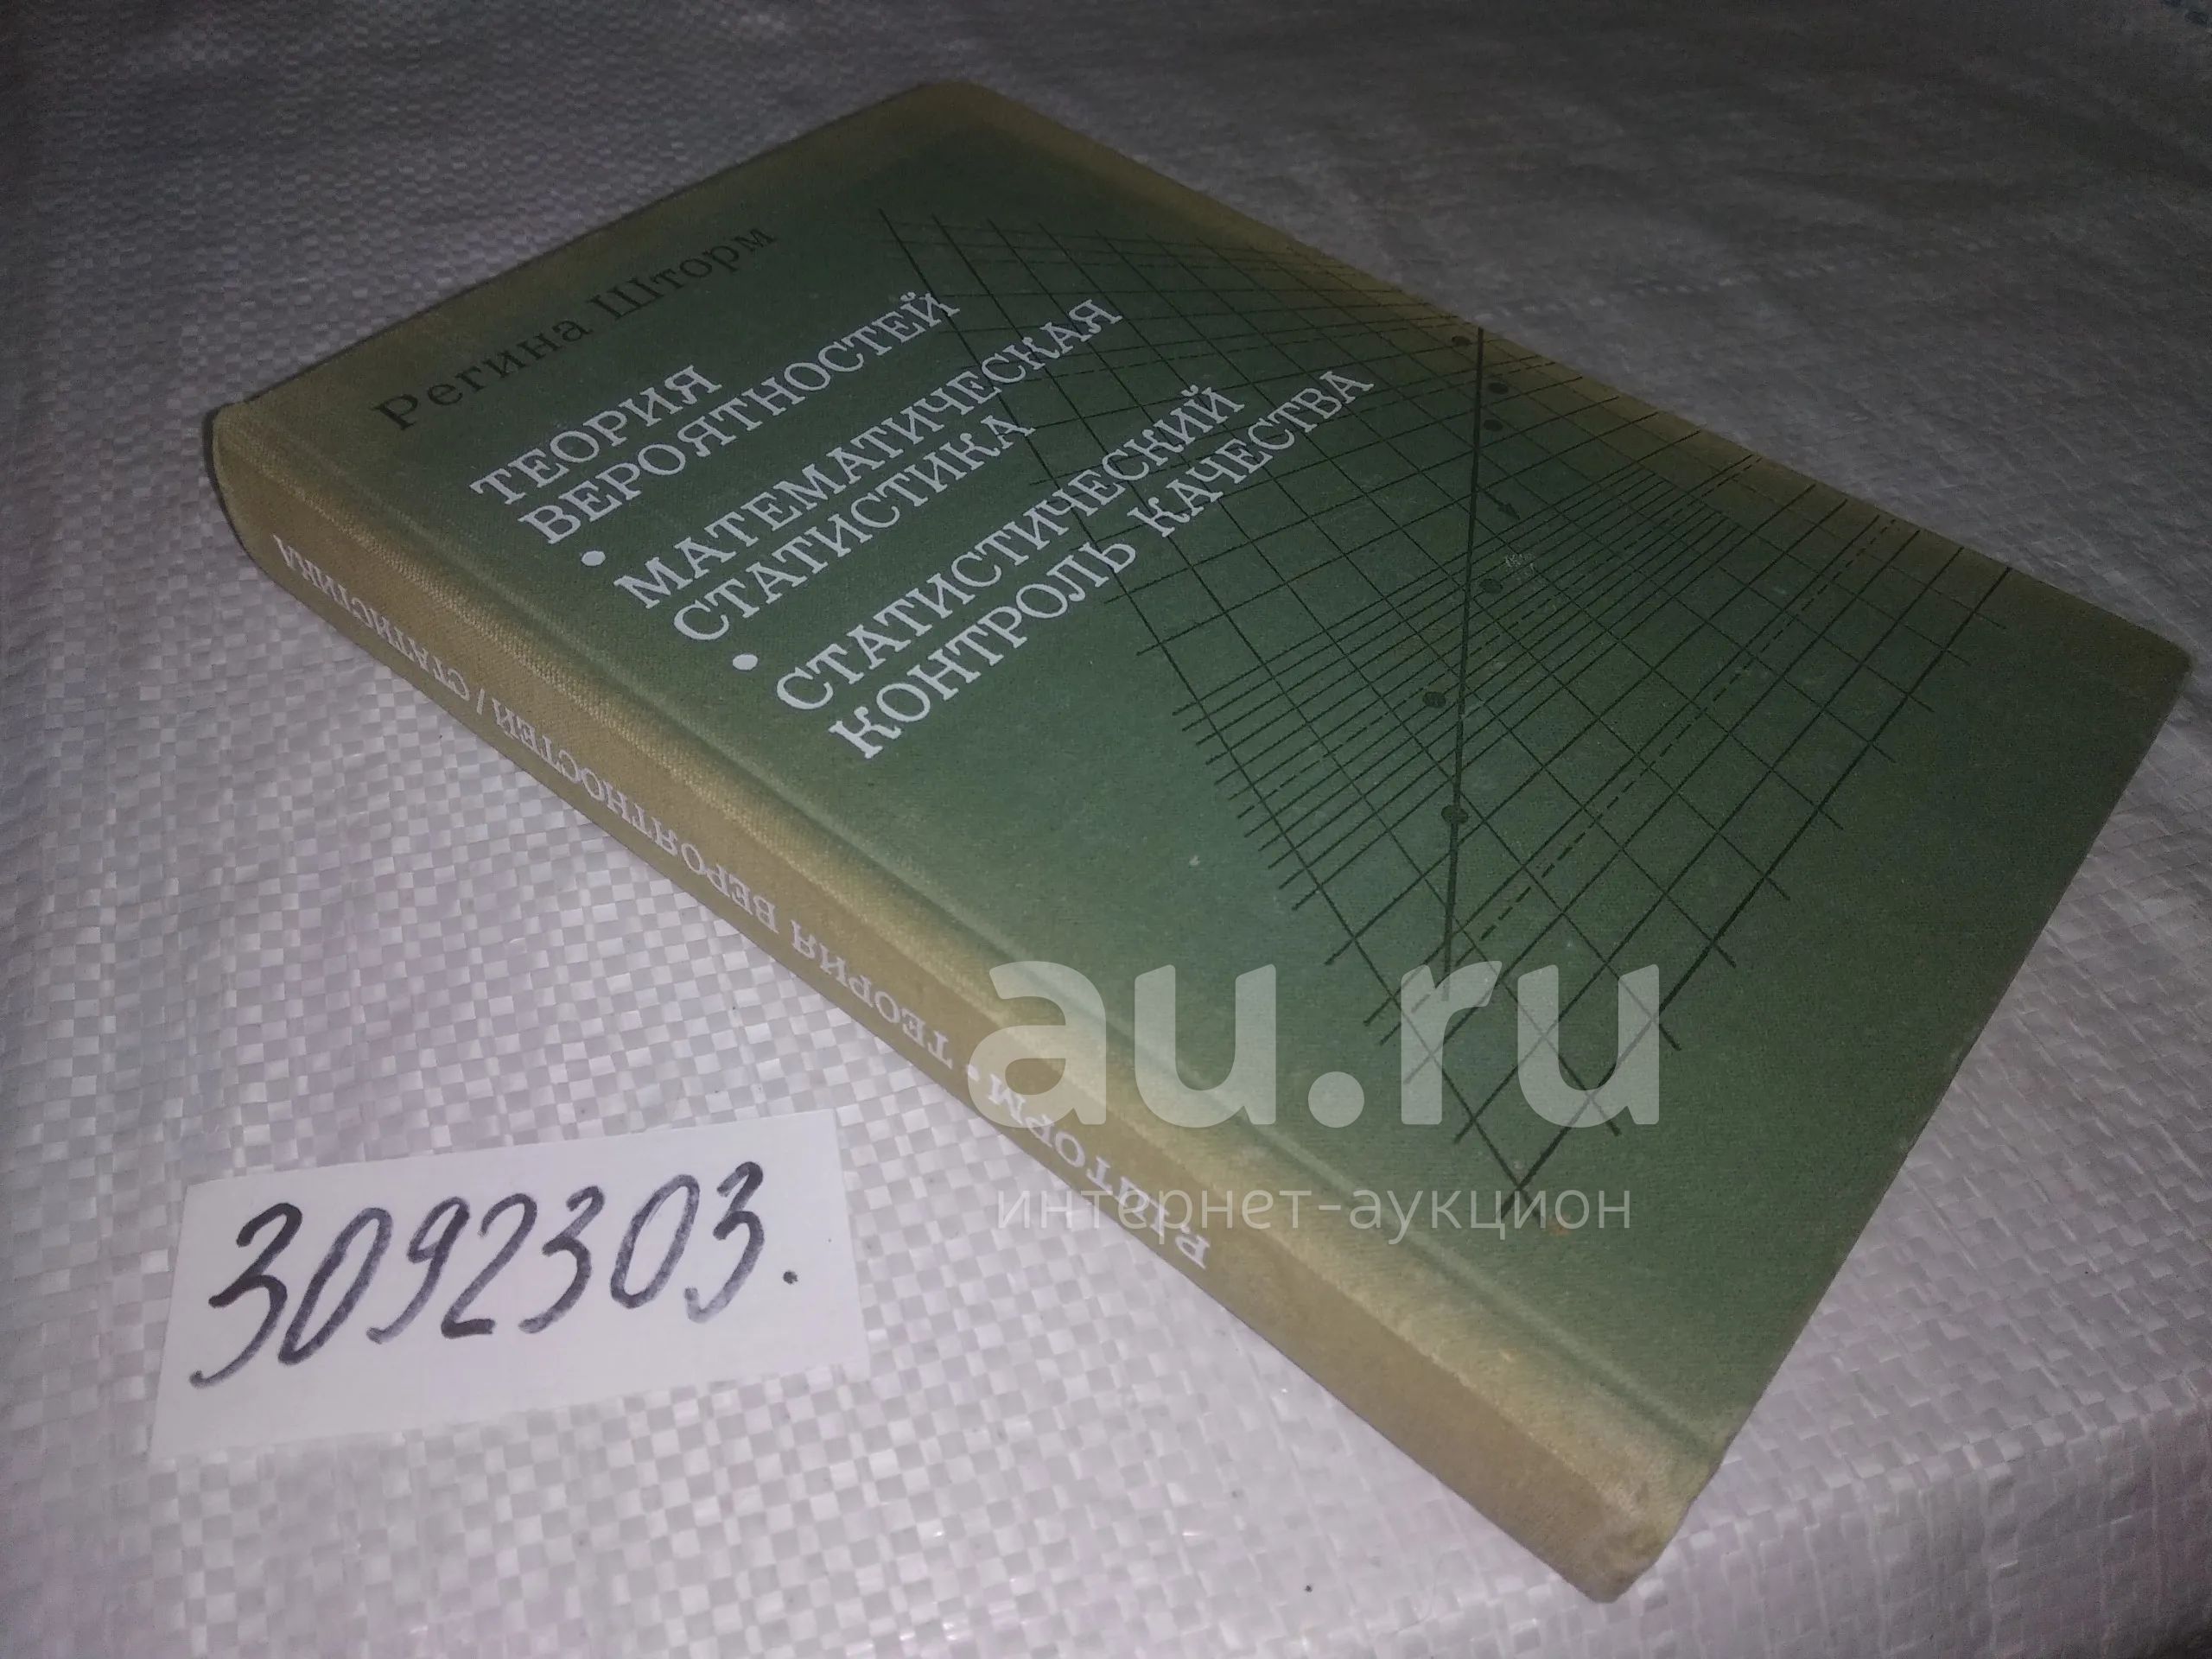 Регина Шторм
ТЕОРИЯ
ВЕРОЯТНОСТЕЙ
• МАТЕМАТИЧЕСКАЯ
СТАТИСТИКА
• СТАТИСТИЧЕСКИЙ
КОНТРОЛЬ КАЧЕСТВА
Р. ШТОРМ • ТЕОРИЯ ВЕРОЯТНОСТЕЙ / СТАТИСТИКА
3092303.
au.ru
интернет-аукцион